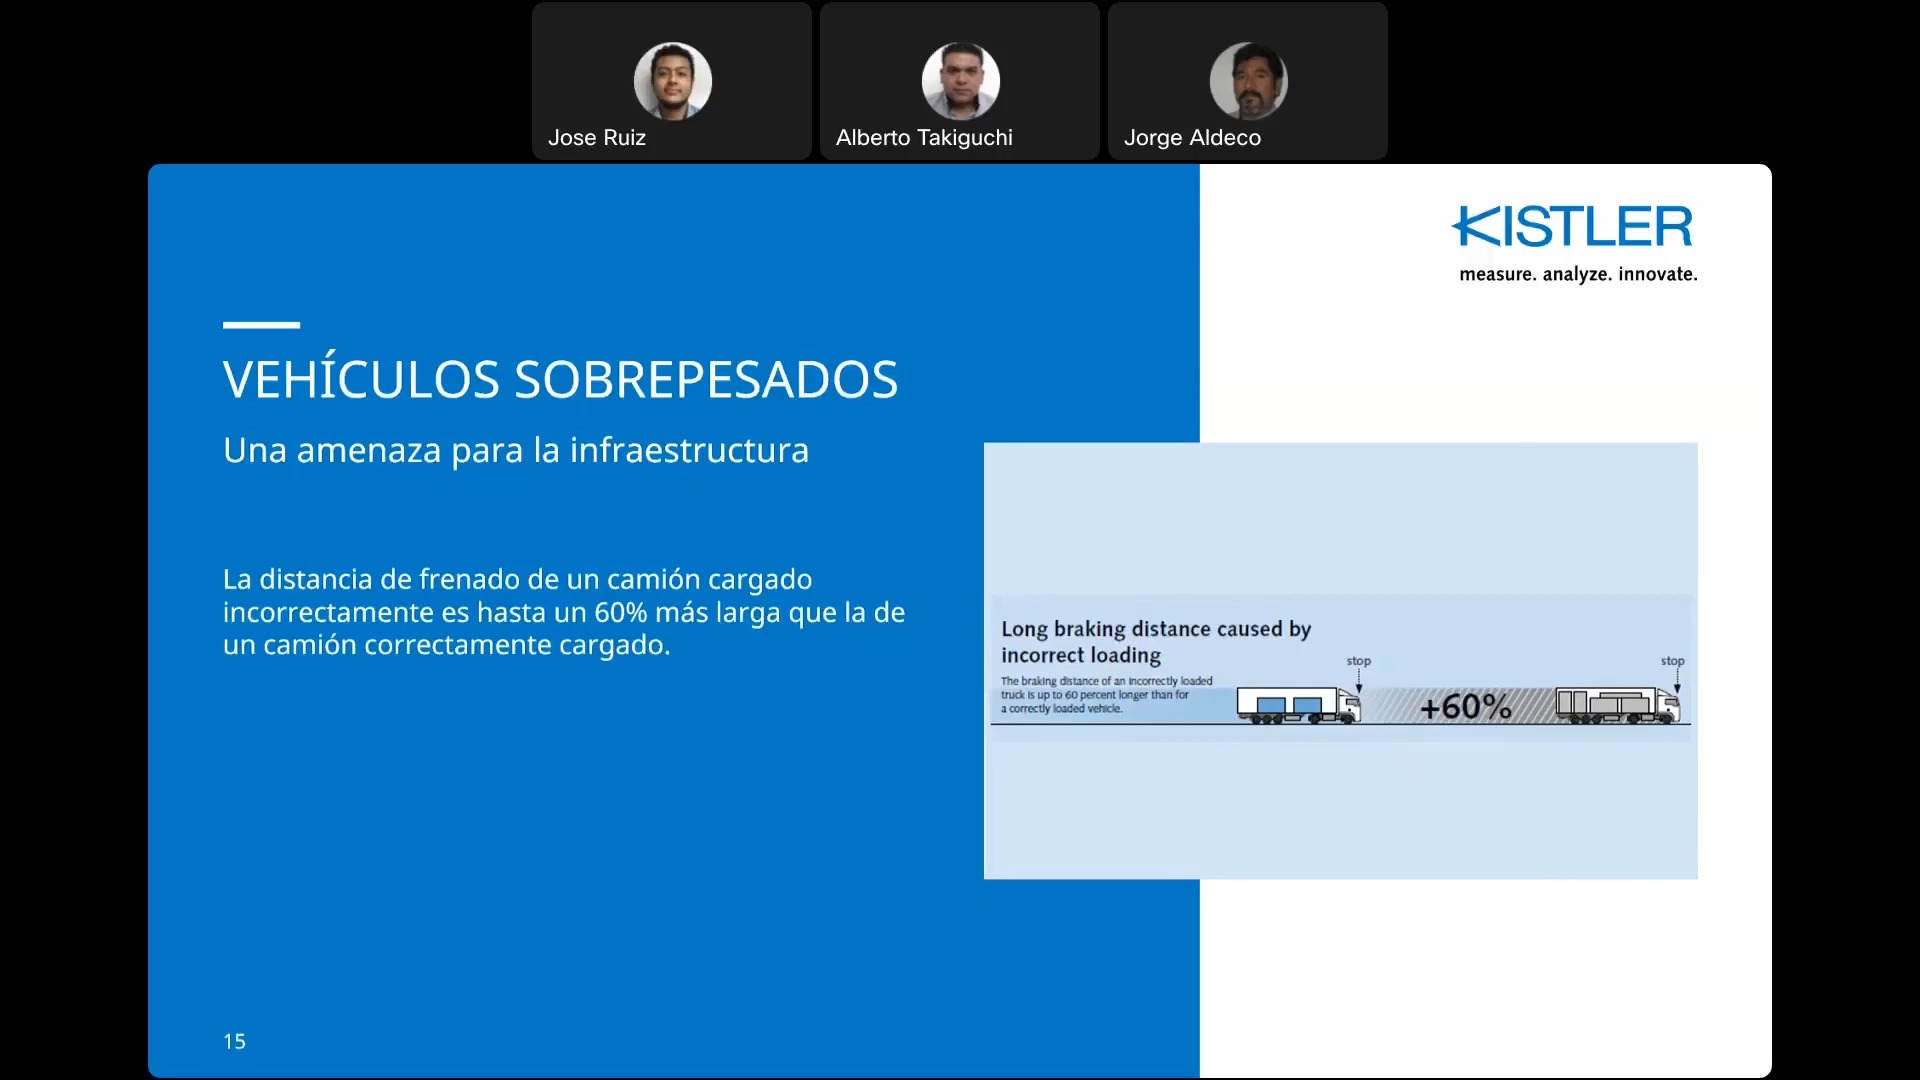 Jose Ruiz
Alberto Takiguchi
Jorge Aldeco
KISTLER
measure. analyze. innovate.
VEHÍCULOS SOBREPESADOS
Una amenaza para la infraestructura
La distancia de frenado de un camión cargado
incorrectamente es hasta un 60% más larga que la de
un camión correctamente cargado.
Long braking distance caused by
incorrect loading
The braking distance of an incorrectly loaded
truck is up to 60 percent longer than for
a correctly loaded vehicle.
stop
+60%
stop
15